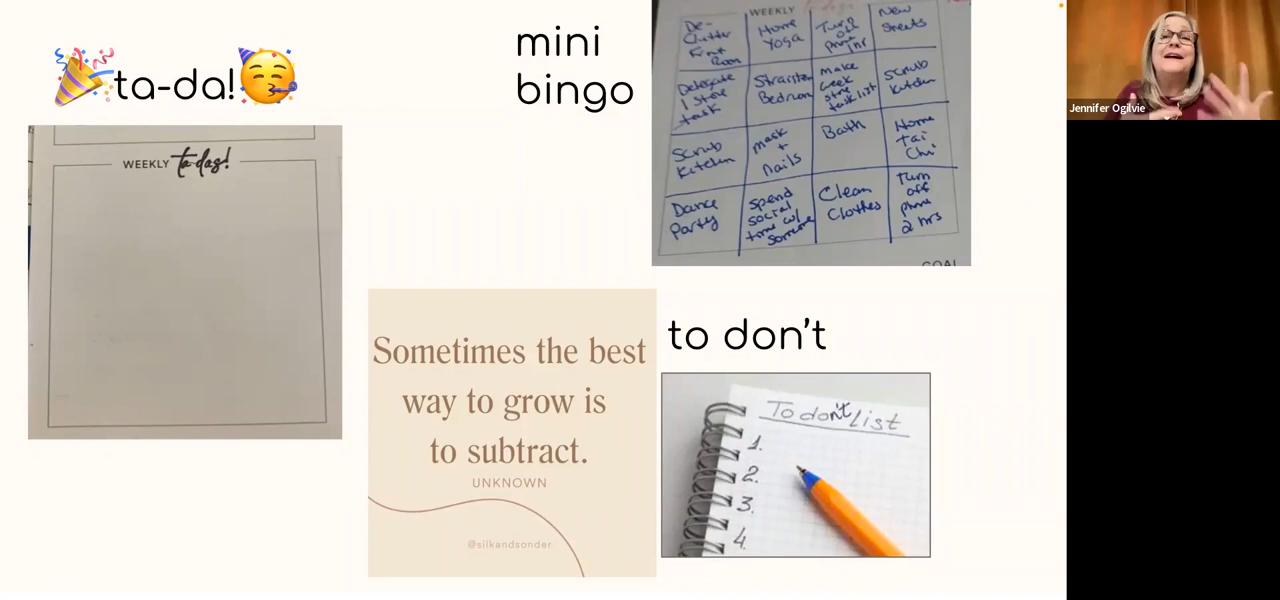 ta-da!
WEEKLY ta-das!
mini
bingo
WEEKLY
De-
Clutter
Front
Room
Home
Yoga
Turn
off
phone
1hr
New
Sheets
Delegate
1 store
task
Straighten
Bedroom
Make
week
store
task list
Scrub
Kitchen
Scrub
Kitchen
mask
+
nails
Bath
Home
Tai
Chi
Dance
Party
Spend
social
time w/
someone
Clean
Clothes
Turn
off
phone
2 hrs
GOAL
Sometimes the best
way to grow is
to subtract.
UNKNOWN
@silkandsonder
to don't
To don't list
1.
2.
3.
4.
Jennifer Ogilvie